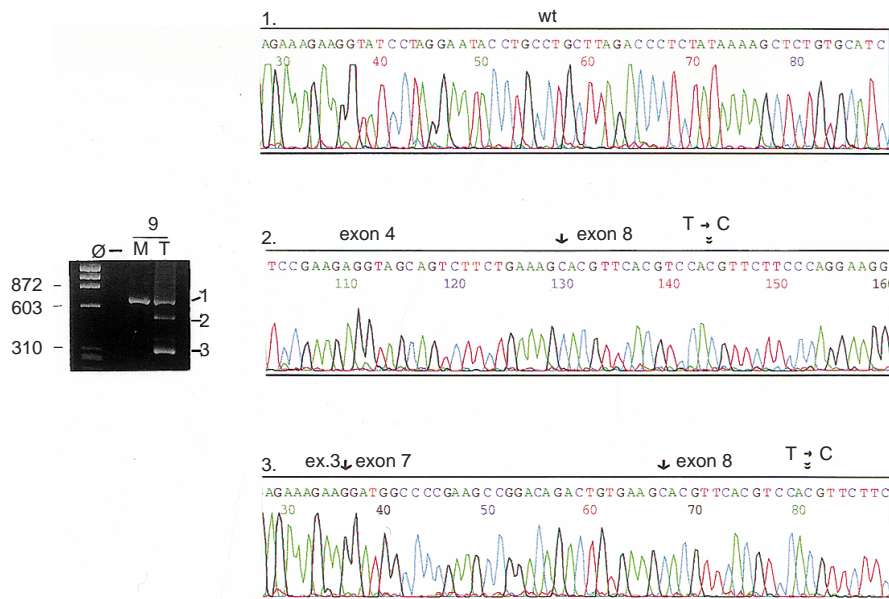 1. wt
AGAAAGAAGGTATCCTAGGAATACCTGCCTGCTTAGACCCTCTATAAAAGCTCTGTGCATC
30 40 50 60 70 80
9
Ø – M T
872 –
603 –
310 –
1
2
3
2. exon 4 ↓ exon 8 T → C
TCCGAAGAGGTAGCAGTCTTCTGAAAGCACGTTCACGTCCACGTTCTTCCCAGGAAGG
110 120 130 140 150 160
3. ex.3 ↓ exon 7 ↓ exon 8 T → C
AGAAAGAAGGATGGCCCCGAAGCCGGACAGACTGTGAAGCACGTTCACGTCCACGTTCTTC
30 40 50 60 70 80